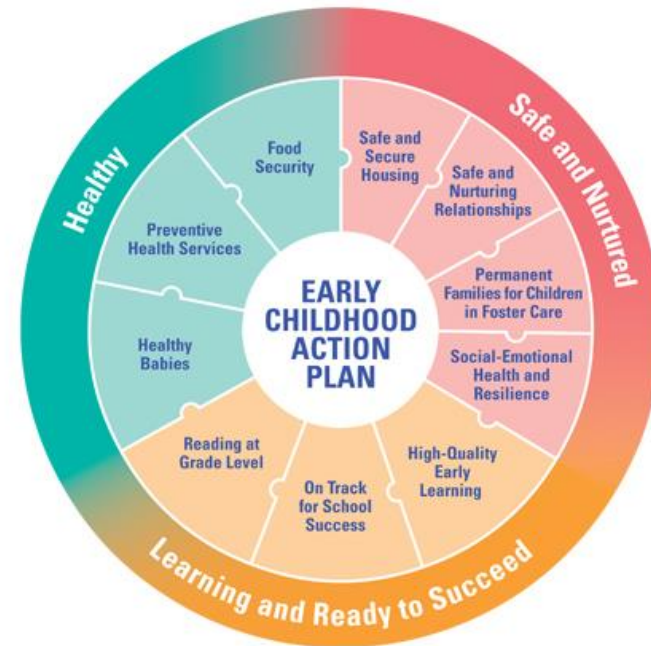 Healthy
Safe and Nurtured
Learning and Ready to Succeed
EARLY
CHILDHOOD
ACTION
PLAN
Food
Security
Preventive
Health Services
Healthy
Babies
Safe and
Secure
Housing
Safe and
Nurturing
Relationships
Permanent
Families for Children
in Foster Care
Social-Emotional
Health and
Resilience
High-Quality
Early
Learning
On Track
for School
Success
Reading at
Grade Level